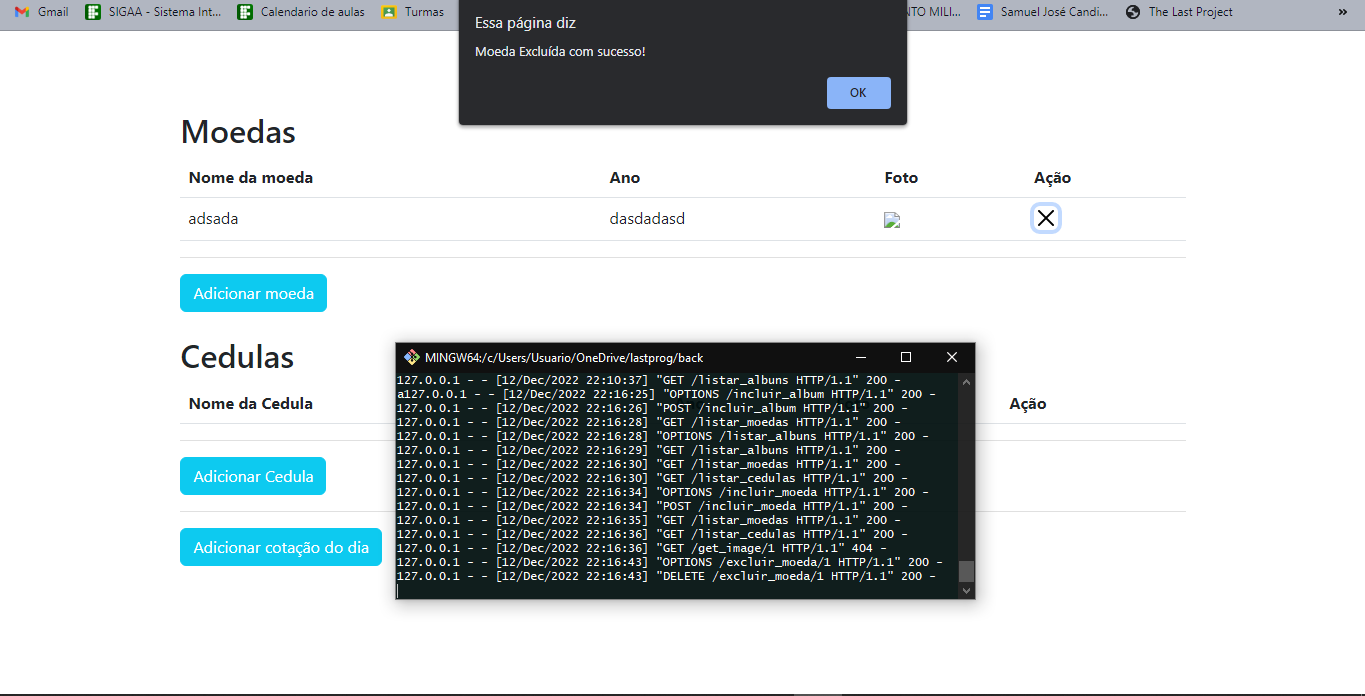 Gmail SIGAA - Sistema Int... Calendario de aulas Turmas NTO MILI... Samuel José Candi... The Last Project »
Essa página diz
Moeda Excluída com sucesso!
OK
Moedas
Nome da moeda Ano Foto Ação
adsada dasdadasd
Adicionar moeda
Cedulas
Nome da Cedula Ação
Adicionar Cedula
Adicionar cotação do dia
MINGW64:/c/Users/Usuario/OneDrive/lastprog/back
127.0.0.1 - - [12/Dec/2022 22:10:37] "GET /listar_albuns HTTP/1.1" 200 -
a127.0.0.1 - - [12/Dec/2022 22:16:25] "OPTIONS /incluir_album HTTP/1.1" 200 -
127.0.0.1 - - [12/Dec/2022 22:16:26] "POST /incluir_album HTTP/1.1" 200 -
127.0.0.1 - - [12/Dec/2022 22:16:28] "GET /listar_moedas HTTP/1.1" 200 -
127.0.0.1 - - [12/Dec/2022 22:16:28] "OPTIONS /listar_albuns HTTP/1.1" 200 -
127.0.0.1 - - [12/Dec/2022 22:16:29] "GET /listar_albuns HTTP/1.1" 200 -
127.0.0.1 - - [12/Dec/2022 22:16:30] "GET /listar_moedas HTTP/1.1" 200 -
127.0.0.1 - - [12/Dec/2022 22:16:30] "GET /listar_cedulas HTTP/1.1" 200 -
127.0.0.1 - - [12/Dec/2022 22:16:34] "OPTIONS /incluir_moeda HTTP/1.1" 200 -
127.0.0.1 - - [12/Dec/2022 22:16:34] "POST /incluir_moeda HTTP/1.1" 200 -
127.0.0.1 - - [12/Dec/2022 22:16:35] "GET /listar_moedas HTTP/1.1" 200 -
127.0.0.1 - - [12/Dec/2022 22:16:36] "GET /listar_cedulas HTTP/1.1" 200 -
127.0.0.1 - - [12/Dec/2022 22:16:36] "GET /get_image/1 HTTP/1.1" 404 -
127.0.0.1 - - [12/Dec/2022 22:16:43] "OPTIONS /excluir_moeda/1 HTTP/1.1" 200 -
127.0.0.1 - - [12/Dec/2022 22:16:43] "DELETE /excluir_moeda/1 HTTP/1.1" 200 -